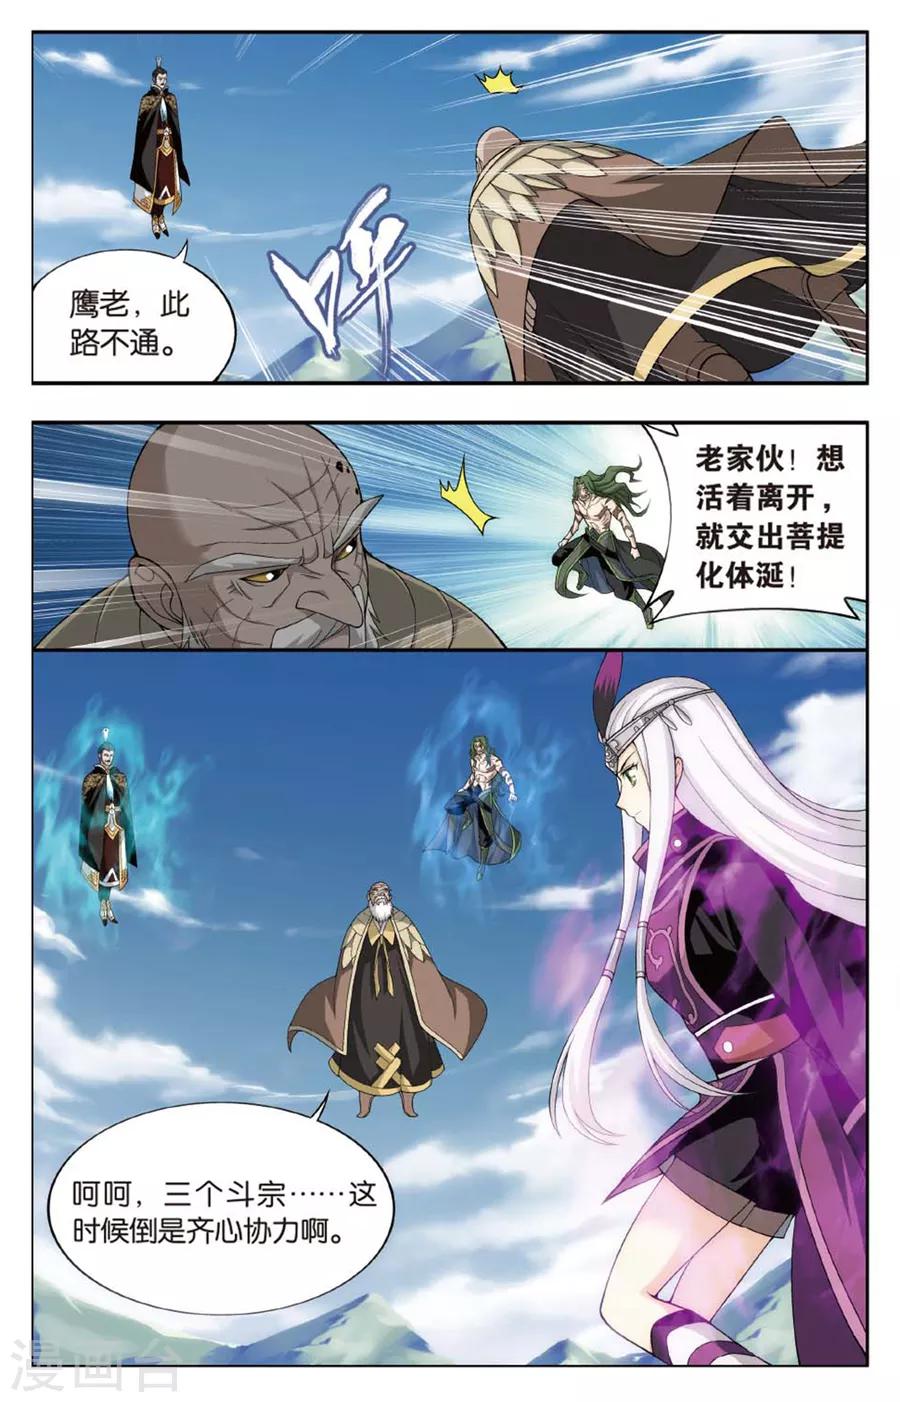 呼
鹰老，此
路不通。
老家伙！想
活着离开，
就交出菩提
化体涎！
呵呵，三个斗宗……这
时候倒是齐心协力啊。
漫画台